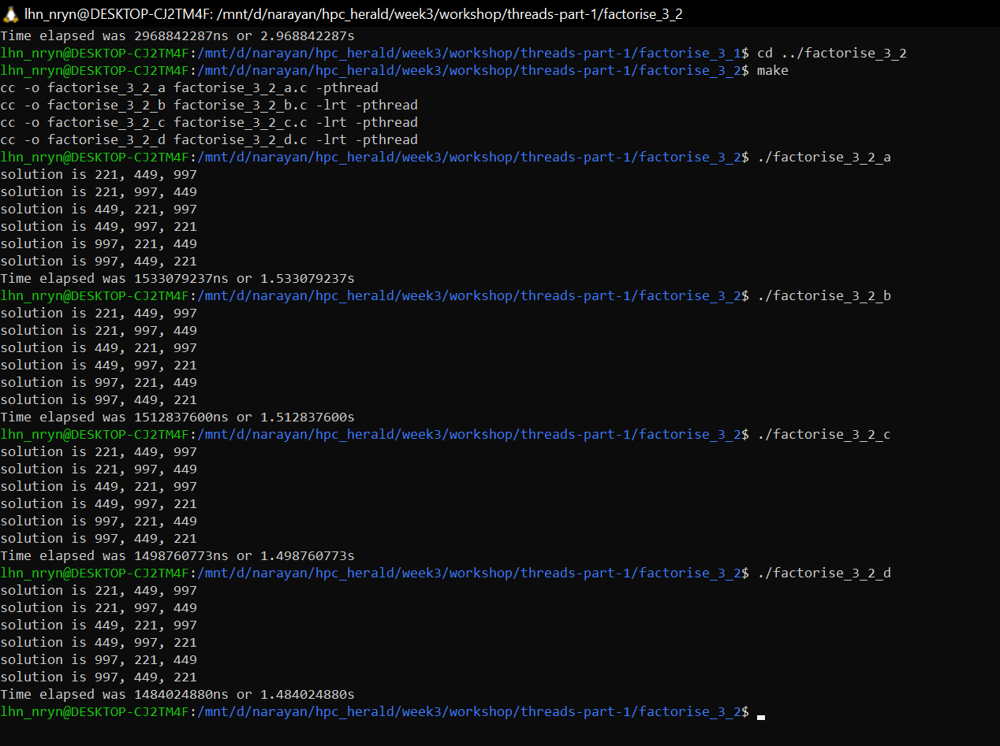 lhn_nryn@DESKTOP-CJ2TM4F: /mnt/d/narayan/hpc_herald/week3/workshop/threads-part-1/factorise_3_2
Time elapsed was 2968842287ns or 2.968842287s
lhn_nryn@DESKTOP-CJ2TM4F:/mnt/d/narayan/hpc_herald/week3/workshop/threads-part-1/factorise_3_1$ cd ../factorise_3_2
lhn_nryn@DESKTOP-CJ2TM4F:/mnt/d/narayan/hpc_herald/week3/workshop/threads-part-1/factorise_3_2$ make
cc -o factorise_3_2_a factorise_3_2_a.c -pthread
cc -o factorise_3_2_b factorise_3_2_b.c -lrt -pthread
cc -o factorise_3_2_c factorise_3_2_c.c -lrt -pthread
cc -o factorise_3_2_d factorise_3_2_d.c -lrt -pthread
lhn_nryn@DESKTOP-CJ2TM4F:/mnt/d/narayan/hpc_herald/week3/workshop/threads-part-1/factorise_3_2$ ./factorise_3_2_a
solution is 221, 449, 997
solution is 221, 997, 449
solution is 449, 221, 997
solution is 449, 997, 221
solution is 997, 221, 449
solution is 997, 449, 221
Time elapsed was 1533079237ns or 1.533079237s
lhn_nryn@DESKTOP-CJ2TM4F:/mnt/d/narayan/hpc_herald/week3/workshop/threads-part-1/factorise_3_2$ ./factorise_3_2_b
solution is 221, 449, 997
solution is 221, 997, 449
solution is 449, 221, 997
solution is 449, 997, 221
solution is 997, 221, 449
solution is 997, 449, 221
Time elapsed was 1512837600ns or 1.512837600s
lhn_nryn@DESKTOP-CJ2TM4F:/mnt/d/narayan/hpc_herald/week3/workshop/threads-part-1/factorise_3_2$ ./factorise_3_2_c
solution is 221, 449, 997
solution is 221, 997, 449
solution is 449, 221, 997
solution is 449, 997, 221
solution is 997, 221, 449
solution is 997, 449, 221
Time elapsed was 1498760773ns or 1.498760773s
lhn_nryn@DESKTOP-CJ2TM4F:/mnt/d/narayan/hpc_herald/week3/workshop/threads-part-1/factorise_3_2$ ./factorise_3_2_d
solution is 221, 449, 997
solution is 221, 997, 449
solution is 449, 221, 997
solution is 449, 997, 221
solution is 997, 221, 449
solution is 997, 449, 221
Time elapsed was 1484024880ns or 1.484024880s
lhn_nryn@DESKTOP-CJ2TM4F:/mnt/d/narayan/hpc_herald/week3/workshop/threads-part-1/factorise_3_2$